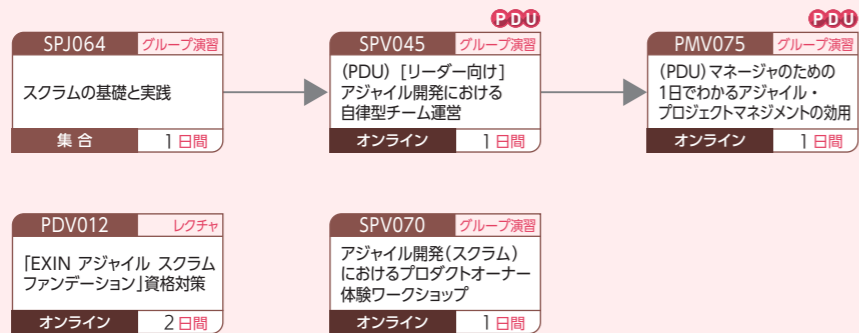 PDU
PDU
SPJ064 グループ演習
スクラムの基礎と実践
集合 1日間
SPV045 グループ演習
(PDU) [リーダー向け]
アジャイル開発における
自律型チーム運営
オンライン 1日間
PMV075 グループ演習
(PDU)マネージャのための
1日でわかるアジャイル・
プロジェクトマネジメントの効用
オンライン 1日間
PDV012 レクチャ
「EXIN アジャイル スクラム
ファンデーション」資格対策
オンライン 2日間
SPV070 グループ演習
アジャイル開発(スクラム)
におけるプロダクトオーナー
体験ワークショップ
オンライン 1日間